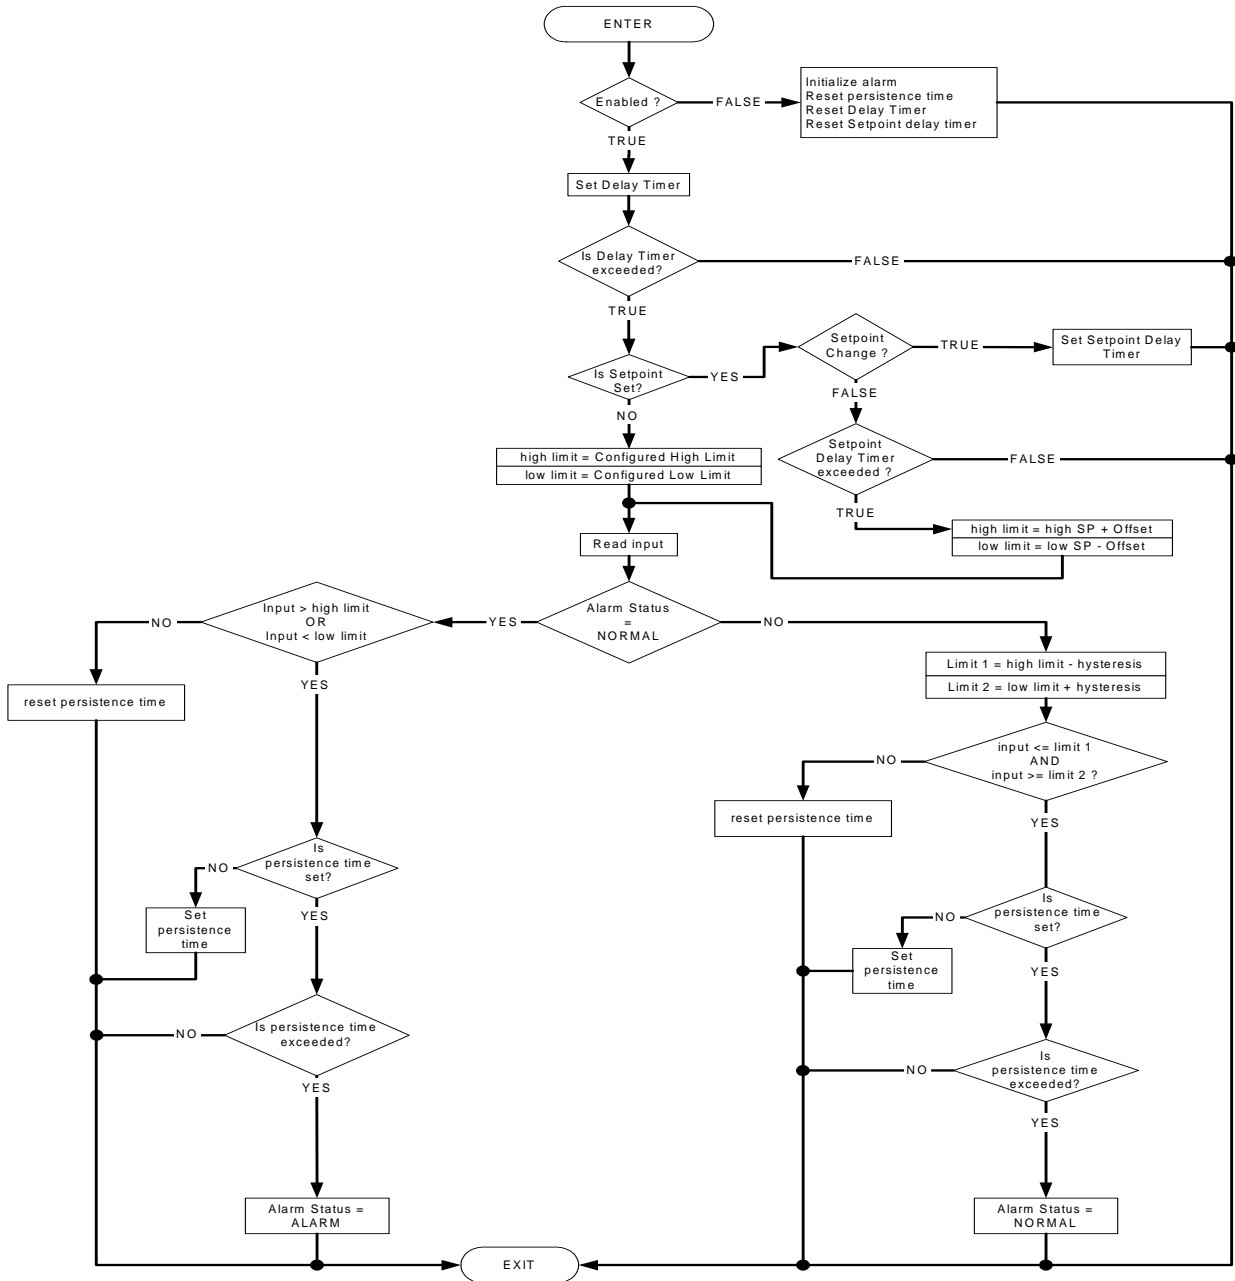 ENTER
Enabled ?
FALSE
Initialize alarm
Reset persistence time
Reset Delay Timer
Reset Setpoint delay timer
TRUE
Set Delay Timer
Is Delay Timer
exceeded?
FALSE
TRUE
Setpoint
Change ?
TRUE
Set Setpoint Delay
Timer
Is Setpoint
Set?
YES
FALSE
NO
Setpoint
Delay Timer
exceeded ?
FALSE
high limit = Configured High Limit
low limit = Configured Low Limit
TRUE
high limit = high SP + Offset
low limit = low SP - Offset
Read input
Input > high limit
OR
Input < low limit
NO
YES
Alarm Status
=
NORMAL
NO
YES
reset persistence time
Limit 1 = high limit - hysteresis
Limit 2 = low limit + hysteresis
input <= limit 1
AND
input >= limit 2 ?
NO
reset persistence time
YES
Is
persistence time
set?
NO
YES
Set
persistence
time
Is
persistence time
set?
NO
Set
persistence
time
YES
Is persistence time
exceeded?
NO
YES
Is
persistence time
exceeded?
NO
YES
Alarm Status =
ALARM
Alarm Status =
NORMAL
EXIT